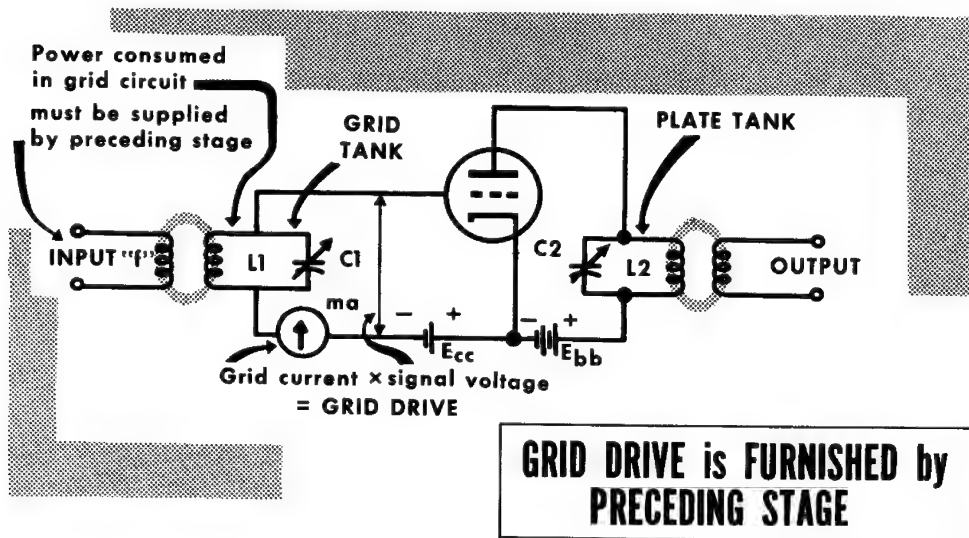 Power consumed
in grid circuit
must be supplied
by preceding stage
GRID
TANK
PLATE TANK
INPUT "f"
L1
C1
C2
L2
OUTPUT
ma
−
+
−
+
Ecc
Ebb
Grid current × signal voltage
= GRID DRIVE
GRID DRIVE is FURNISHED by
PRECEDING STAGE